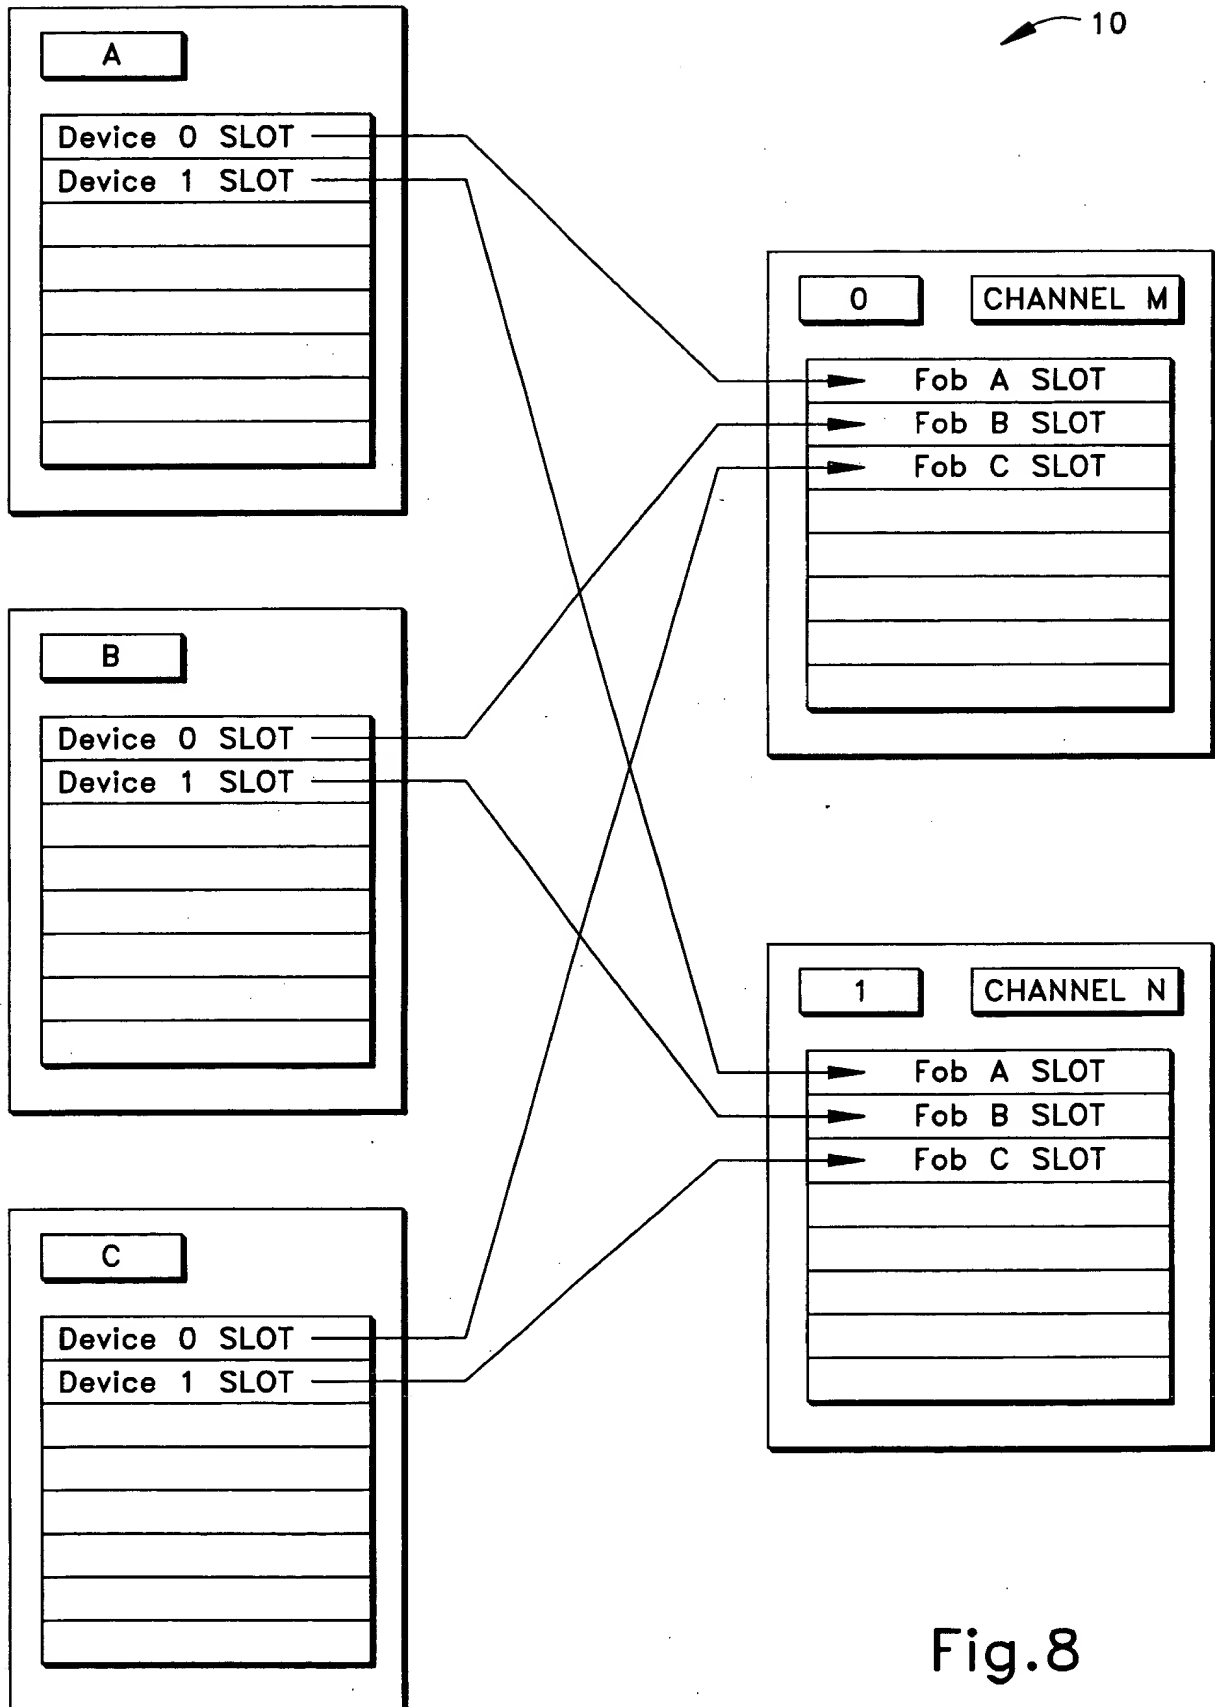 10
A
Device 0 SLOT
Device 1 SLOT
0 CHANNEL M
Fob A SLOT
Fob B SLOT
Fob C SLOT
B
Device 0 SLOT
Device 1 SLOT
1 CHANNEL N
Fob A SLOT
Fob B SLOT
Fob C SLOT
C
Device 0 SLOT
Device 1 SLOT
Fig.8